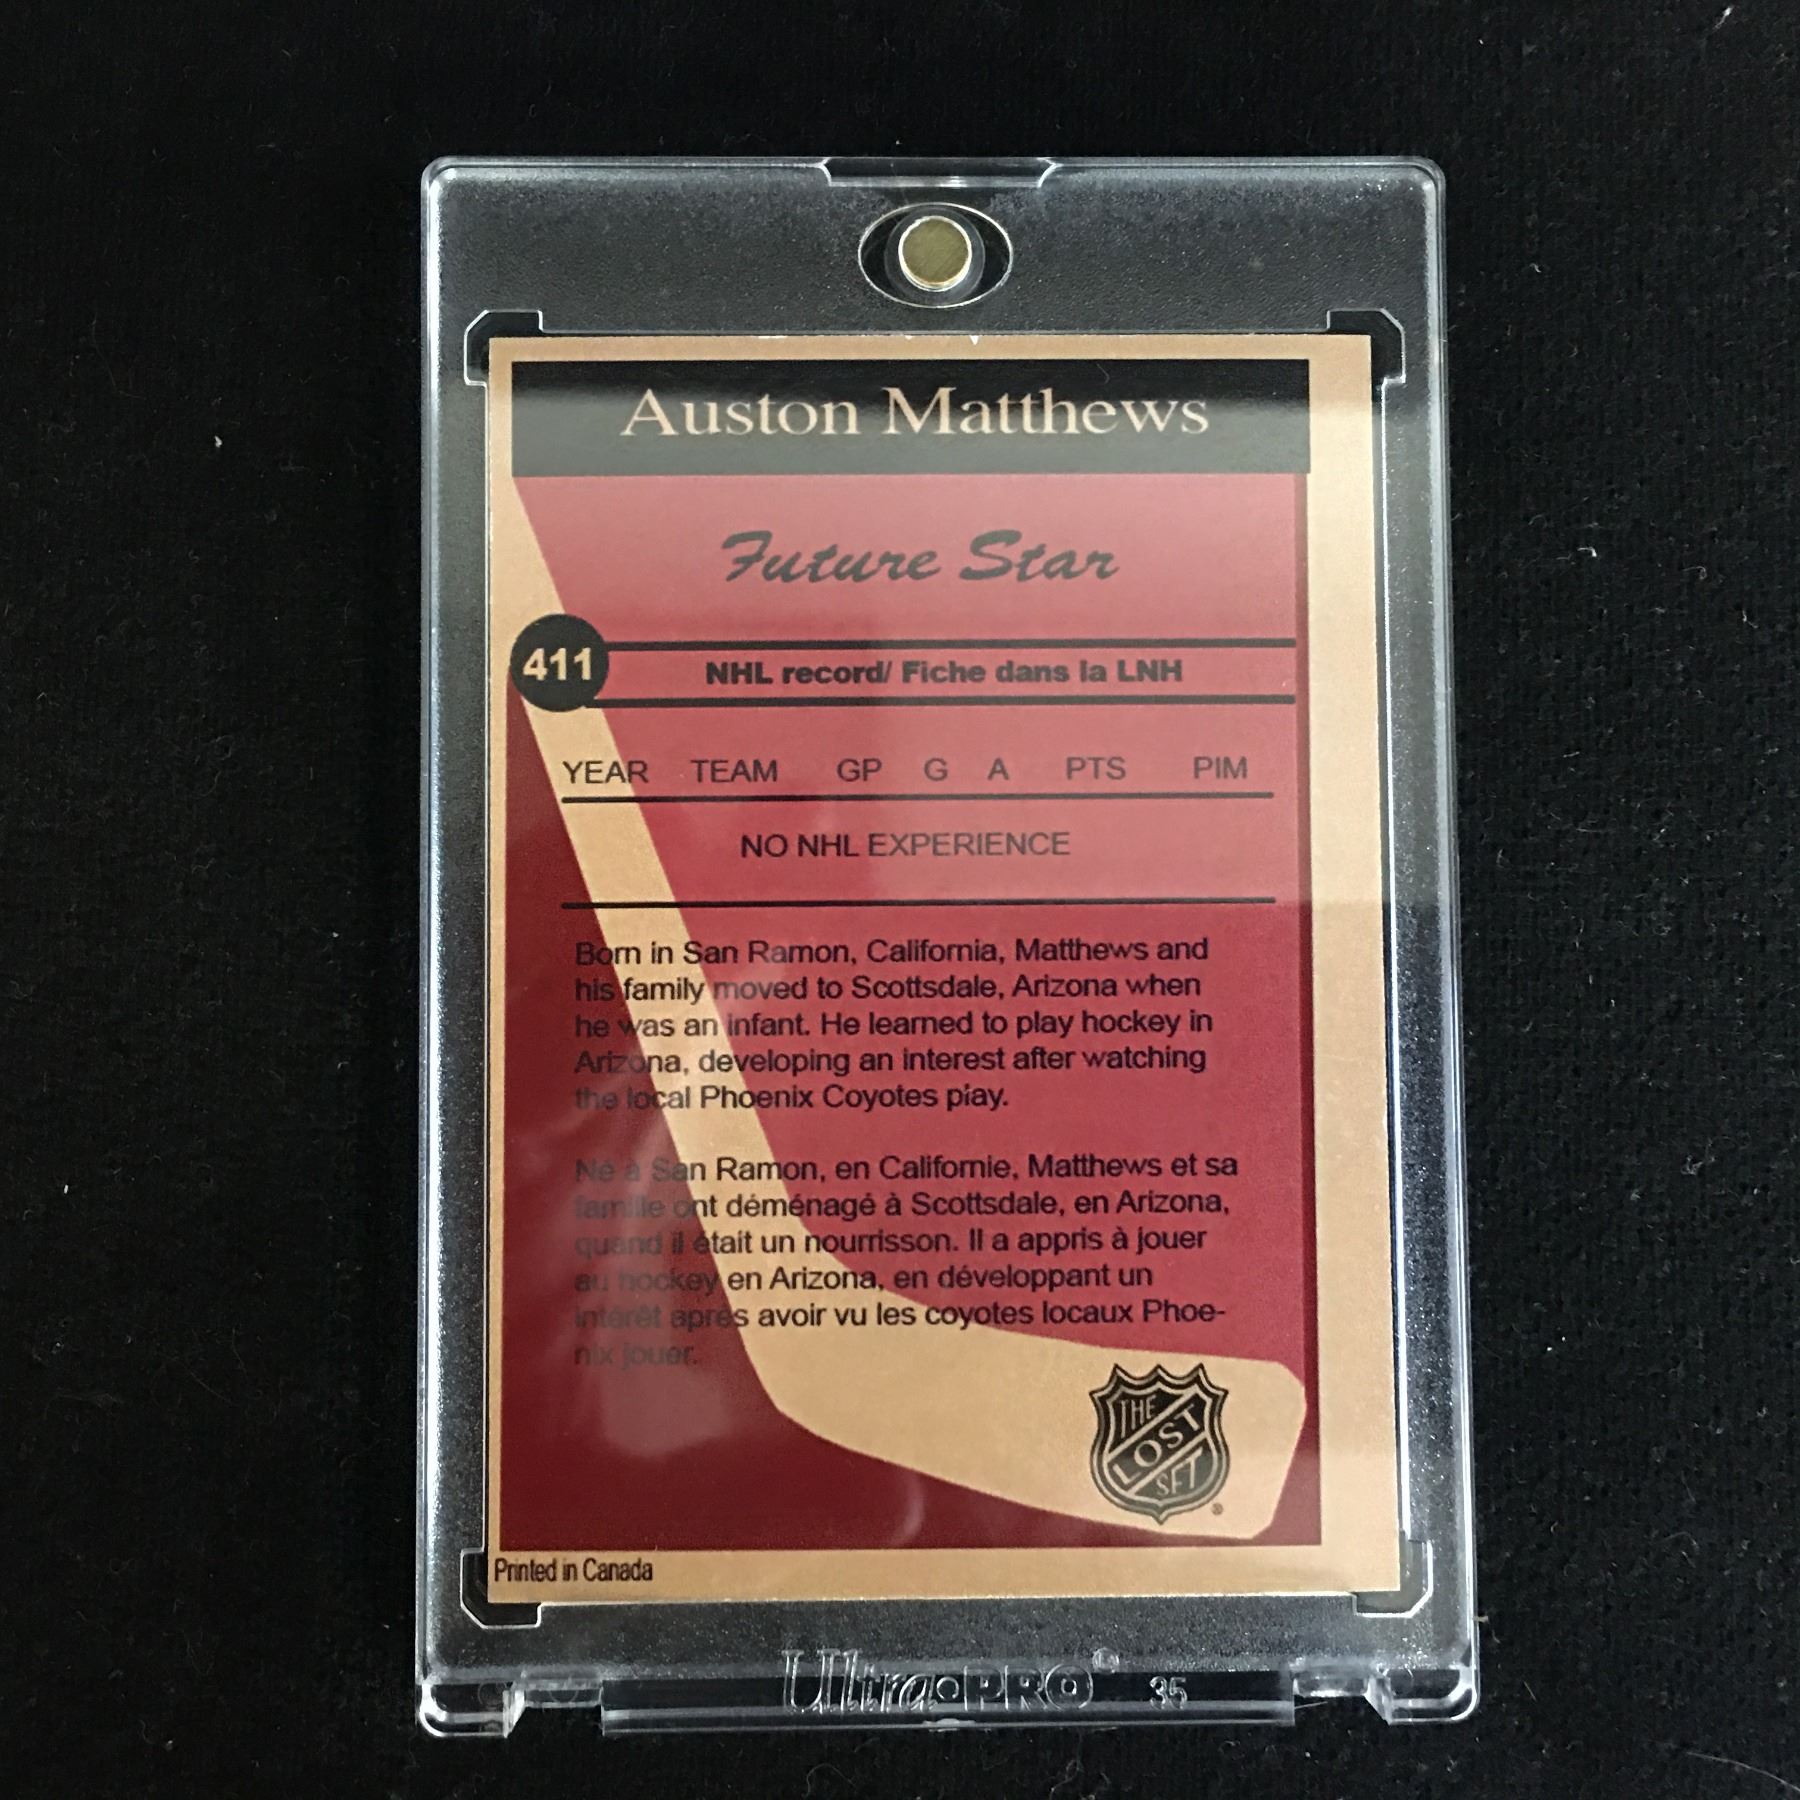 Auston Matthews
Future Star
411
NHL record/ Fiche dans la LNH
YEAR TEAM GP G A PTS PIM
NO NHL EXPERIENCE
Born in San Ramon, California, Matthews and
his family moved to Scottsdale, Arizona when
he was an infant. He learned to play hockey in
Arizona, developing an interest after watching
the local Phoenix Coyotes play.
Né à San Ramon, en Californie, Matthews et sa
famille ont déménagé à Scottsdale, en Arizona,
quand il était un nourrisson. Il a appris à jouer
au hockey en Arizona, en développant un
intérêt après avoir vu les coyotes locaux Phoe-
nix jouer.
THE
LOST
SFT
®
Printed in Canada
Ultra•PRO® 35